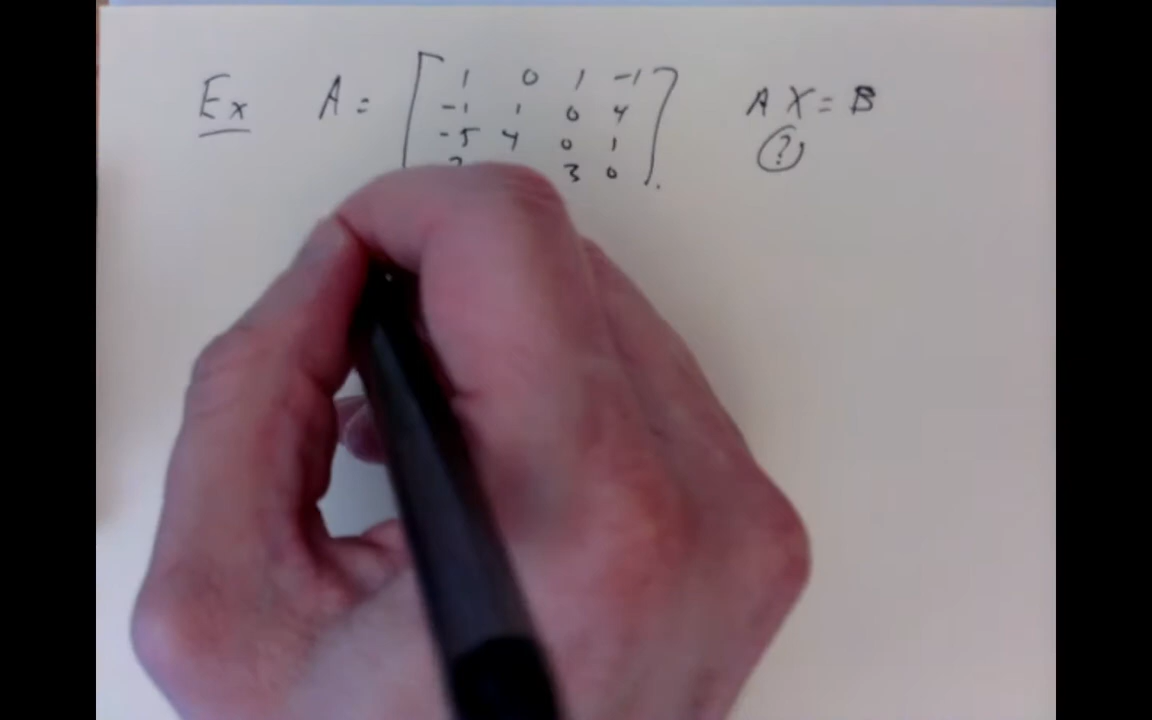 Ex A = [ 1 0 1 -1 ] AX = B
-1 1 0 4 (?)
-5 4 0 1
3 0